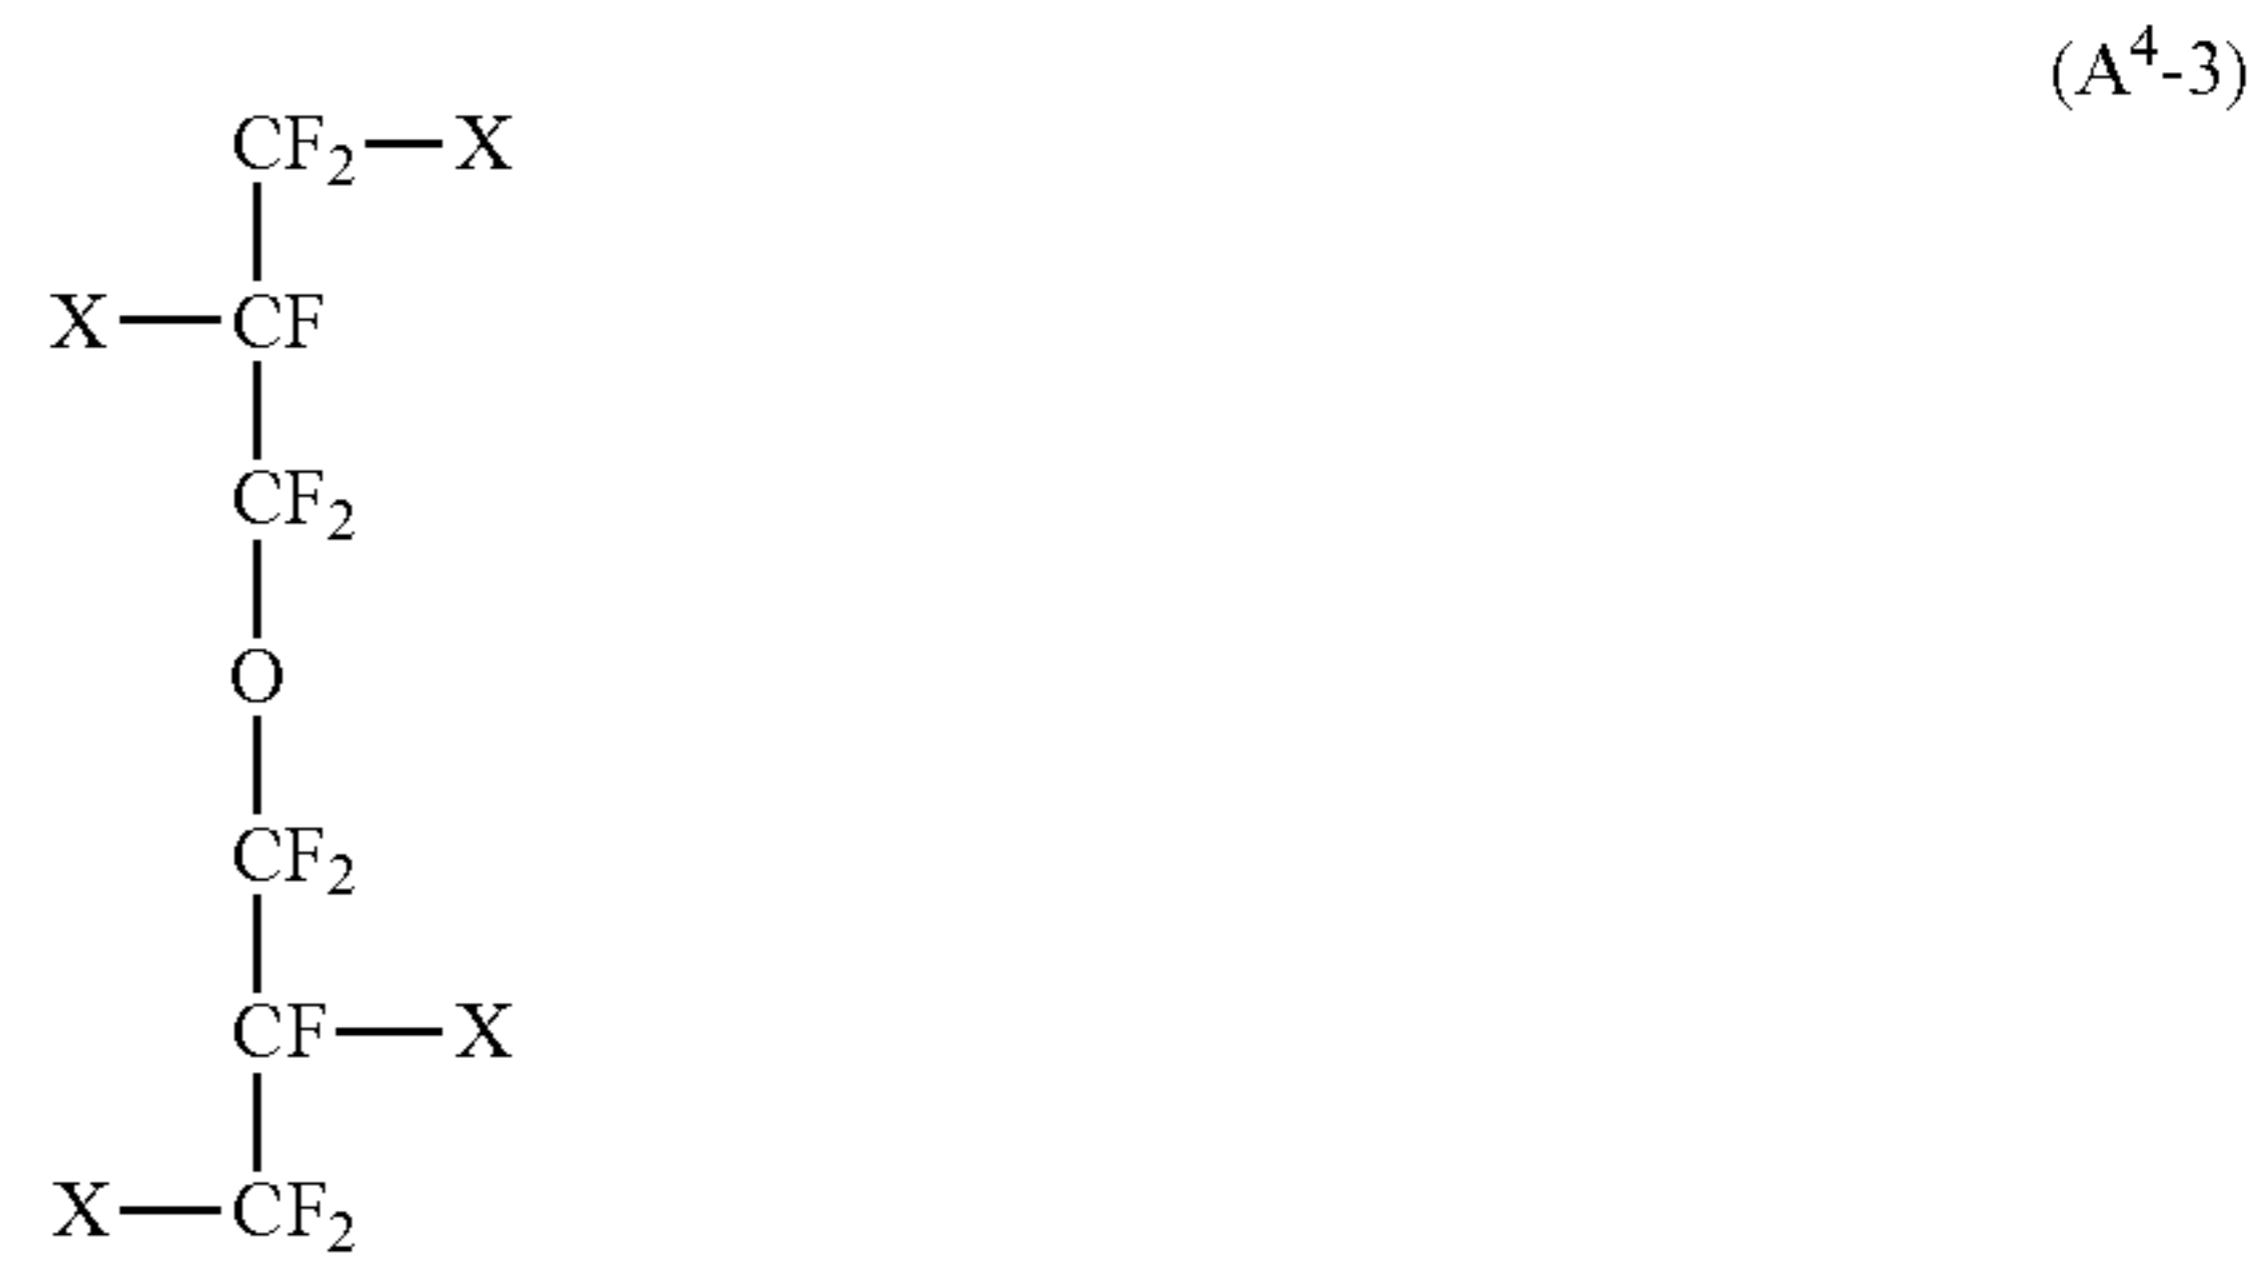 (A⁴-3)
CF₂—X
X—CF
CF₂
O
CF₂
CF—X
X—CF₂